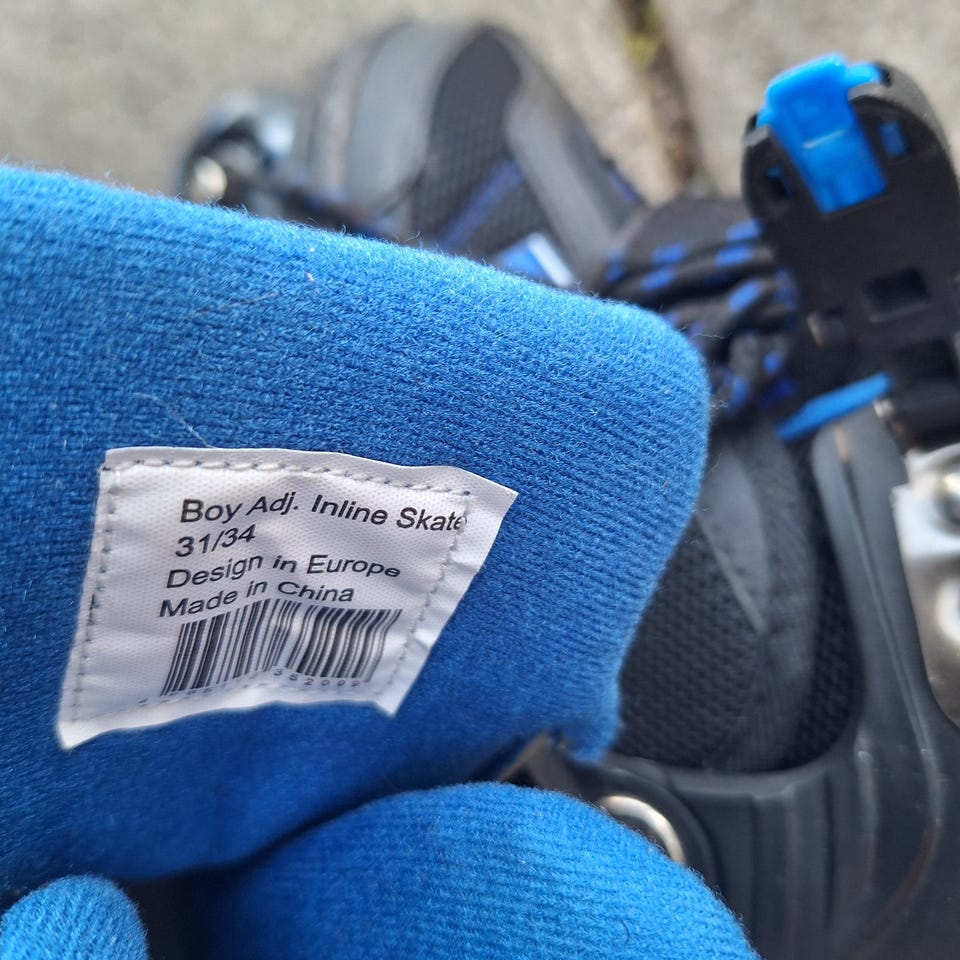 Boy Adj. Inline Skate
31/34
Design in Europe
Made in China